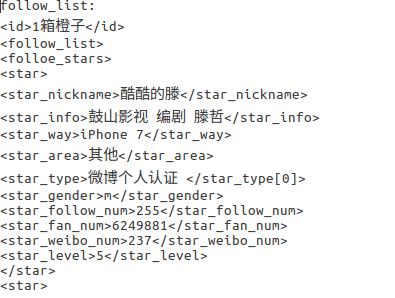 follow_list:
<id>1箱橙子</id>
<follow_list>
<folloe_stars>
<star>
<star_nickname>酷酷的滕</star_nickname>
<star_info>鼓山影视 编剧 滕哲</star_info>
<star_way>iPhone 7</star_way>
<star_area>其他</star_area>
<star_type>微博个人认证 </star_type[0]>
<star_gender>m</star_gender>
<star_follow_num>255</star_follow_num>
<star_fan_num>6249881</star_fan_num>
<star_weibo_num>237</star_weibo_num>
<star_level>5</star_level>
</star>
<star>